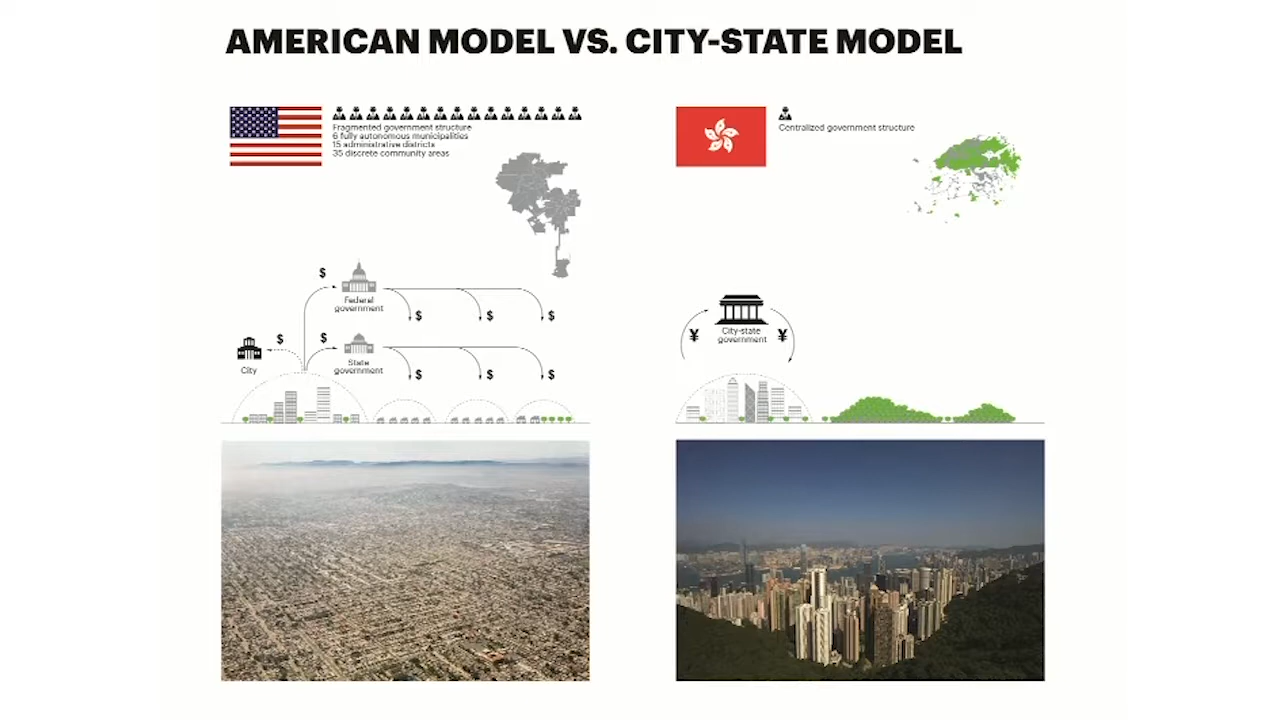 AMERICAN MODEL VS. CITY-STATE MODEL
Fragmented government structure
6 fully autonomous municipalities
15 administrative districts
35 discrete community areas
$
Federal
government
$
$
$
City
$
$
State
government
$
$
$
Centralized government structure
¥
City-state
government
¥